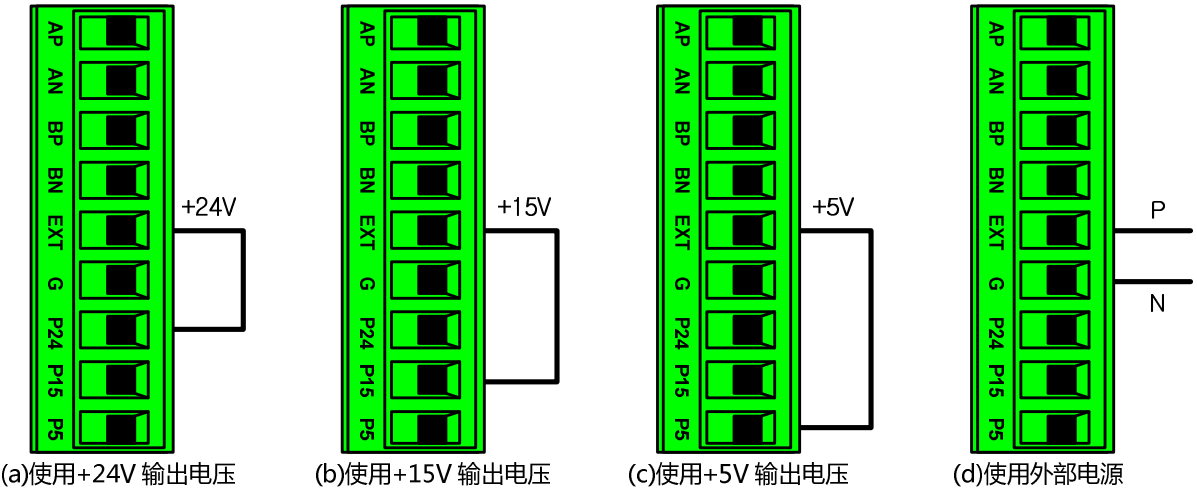 AP
AN
BP
BN
EXT
G
P24
P15
P5
+24V
(a)使用+24V 输出电压
AP
AN
BP
BN
EXT
G
P24
P15
P5
+15V
(b)使用+15V 输出电压
AP
AN
BP
BN
EXT
G
P24
P15
P5
+5V
(c)使用+5V 输出电压
AP
AN
BP
BN
EXT
G
P24
P15
P5
P
N
(d)使用外部电源